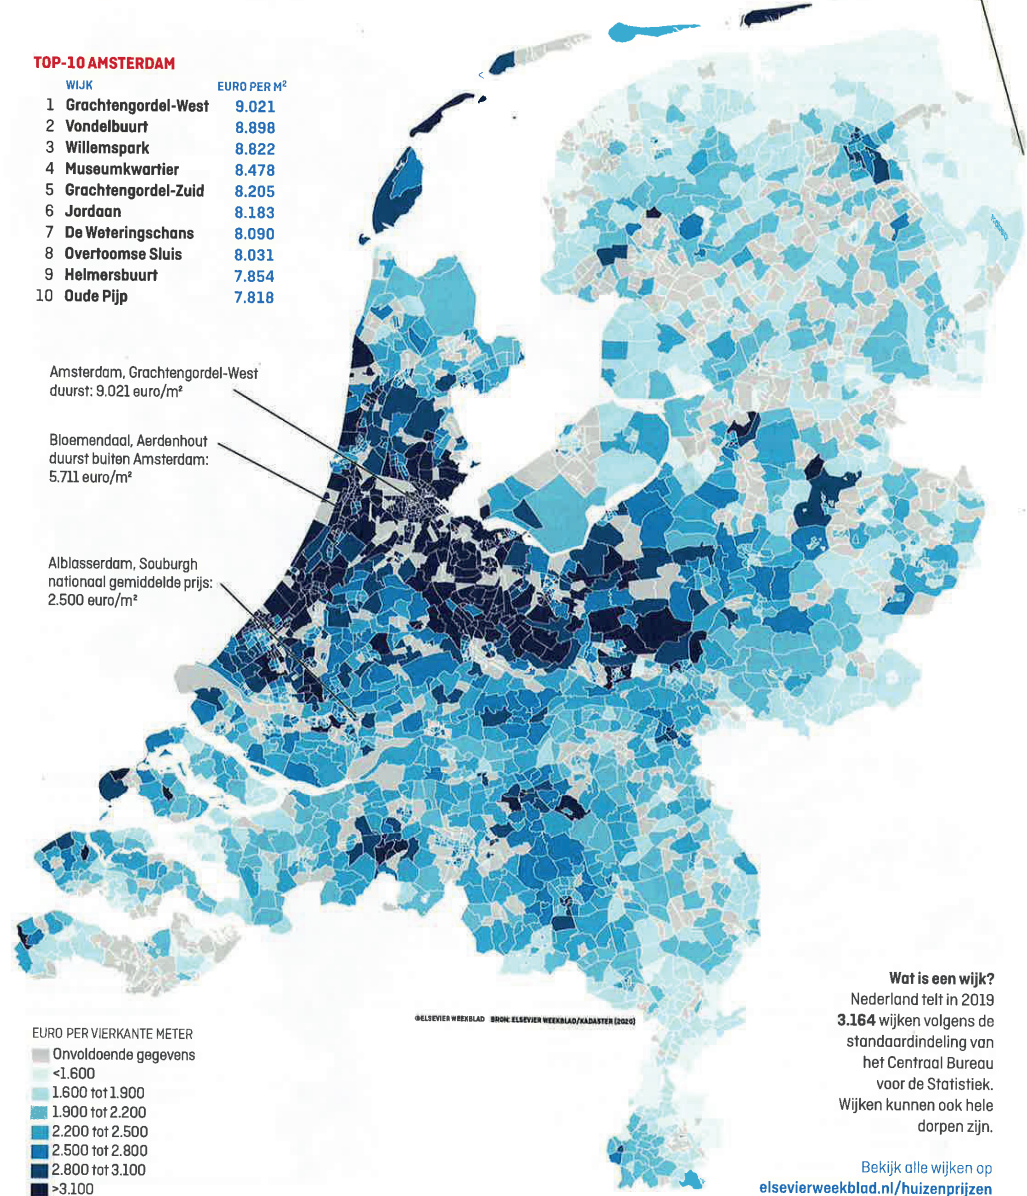 TOP-10 AMSTERDAM
WIJK EURO PER M²
1 Grachtengordel-West 9.021
2 Vondelbuurt 8.898
3 Willemspark 8.822
4 Museumkwartier 8.478
5 Grachtengordel-Zuid 8.205
6 Jordaan 8.183
7 De Weteringschans 8.090
8 Overtoomse Sluis 8.031
9 Helmersbuurt 7.854
10 Oude Pijp 7.818
Amsterdam, Grachtengordel-West
duurst: 9.021 euro/m²
Bloemendaal, Aerdenhout
duurst buiten Amsterdam:
5.711 euro/m²
Alblasserdam, Souburgh
nationaal gemiddelde prijs:
2.500 euro/m²
©ELSEVIER WEEKBLAD BRON: ELSEVIER WEEKBLAD/KADASTER (2020)
EURO PER VIERKANTE METER
Onvoldoende gegevens
<1.600
1.600 tot 1.900
1.900 tot 2.200
2.200 tot 2.500
2.500 tot 2.800
2.800 tot 3.100
>3.100
Wat is een wijk?
Nederland telt in 2019
3.164 wijken volgens de
standaardindeling van
het Centraal Bureau
voor de Statistiek.
Wijken kunnen ook hele
dorpen zijn.
Bekijk alle wijken op
elsevierweekblad.nl/huizenprijzen